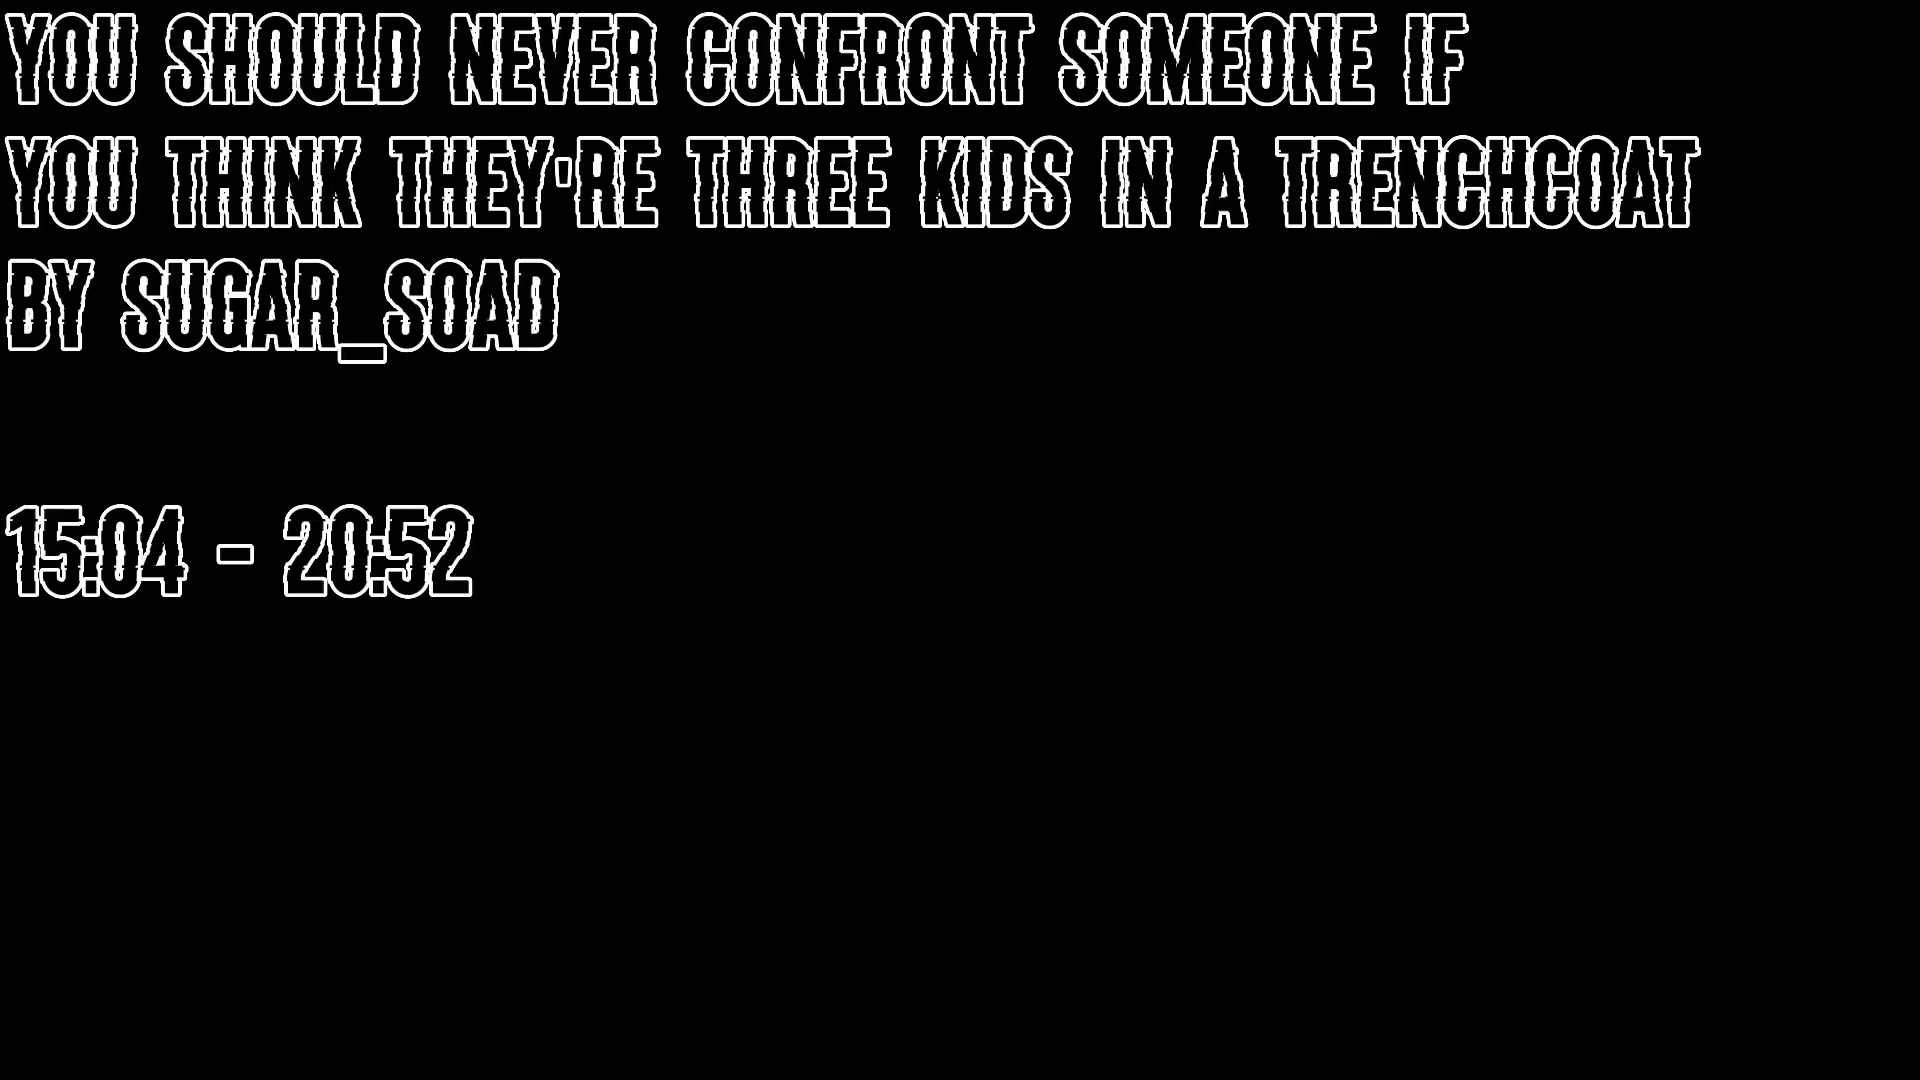 YOU SHOULD NEVER CONFRONT SOMEONE IF
YOU THINK THEY'RE THREE KIDS IN A TRENCHCOAT
BY SUGAR_SOAD
15:04 - 20:52